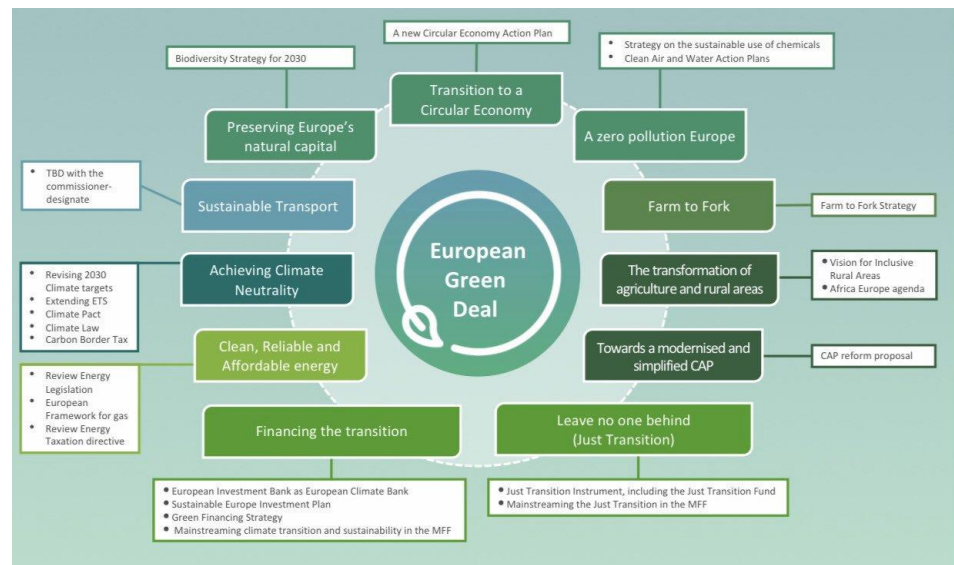 A new Circular Economy Action Plan
Biodiversity Strategy for 2030
• Strategy on the sustainable use of chemicals
• Clean Air and Water Action Plans
Transition to a
Circular Economy
Preserving Europe's
natural capital
A zero pollution Europe
• TBD with the
commissioner-
designate
Sustainable Transport
Farm to Fork
Farm to Fork Strategy
European
Green
Deal
• Revising 2030
Climate targets
• Extending ETS
• Climate Pact
• Climate Law
• Carbon Border Tax
Achieving Climate
Neutrality
The transformation of
agriculture and rural areas
• Vision for Inclusive
Rural Areas
• Africa Europe agenda
Clean, Reliable and
Affordable energy
Towards a modernised and
simplified CAP
CAP reform proposal
• Review Energy
Legislation
• European
Framework for gas
• Review Energy
Taxation directive
Financing the transition
Leave no one behind
(Just Transition)
• European Investment Bank as European Climate Bank
• Sustainable Europe Investment Plan
• Green Financing Strategy
• Mainstreaming climate transition and sustainability in the MFF
• Just Transition Instrument, including the Just Transition Fund
• Mainstreaming the Just Transition in the MFF